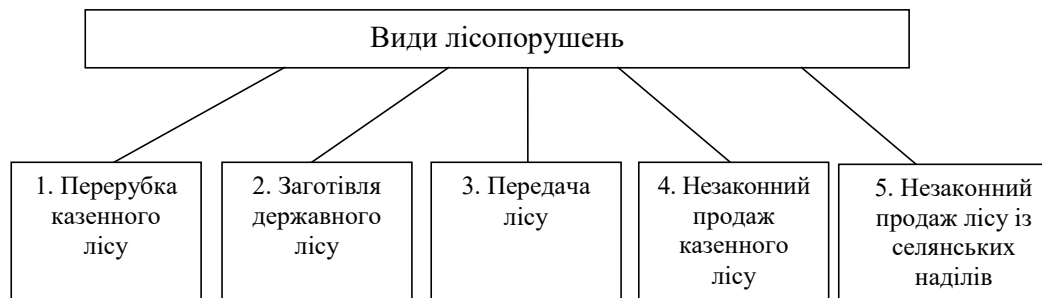 Види лісопорушень
1. Перерубка
казенного
лісу
2. Заготівля
державного
лісу
3. Передача
лісу
4. Незаконний
продаж
казенного
лісу
5. Незаконний
продаж лісу із
селянських
наділів